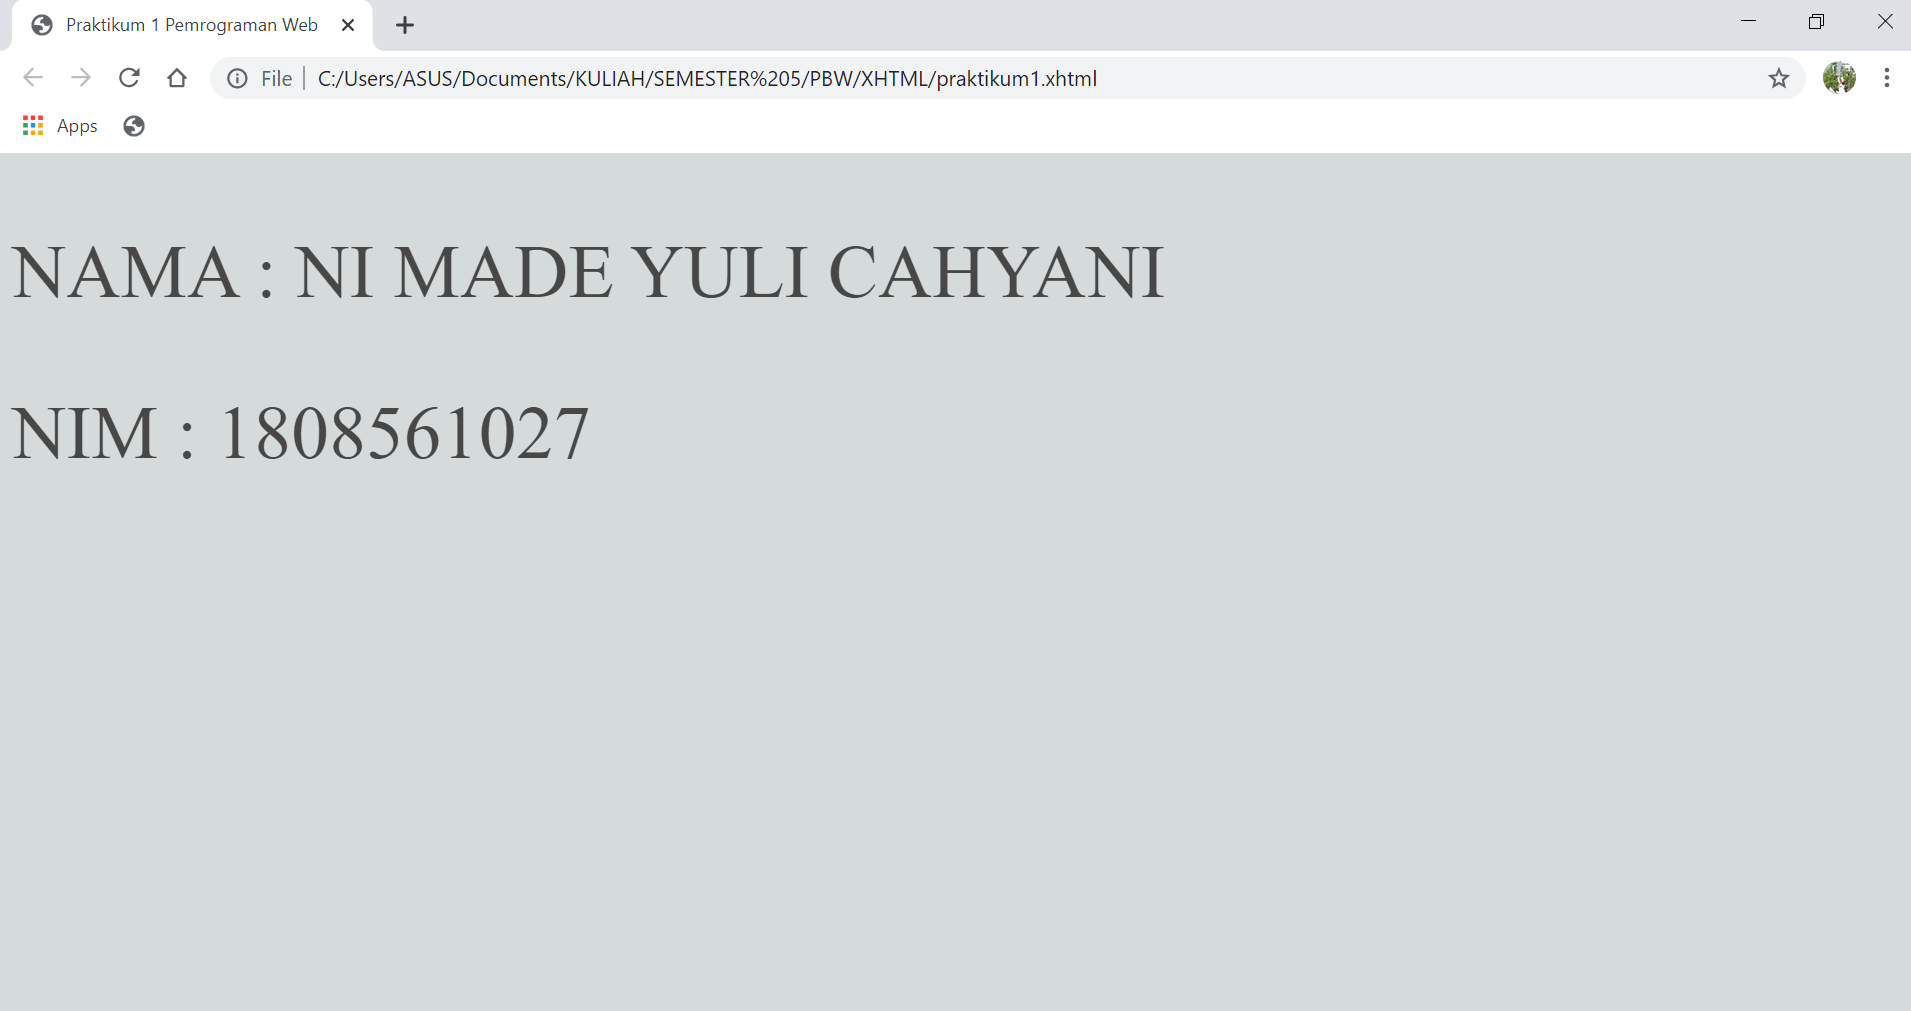 Praktikum 1 Pemrograman Web
File
C:/Users/ASUS/Documents/KULIAH/SEMESTER%205/PBW/XHTML/praktikum1.xhtml
Apps
NAMA : NI MADE YULI CAHYANI
NIM : 1808561027